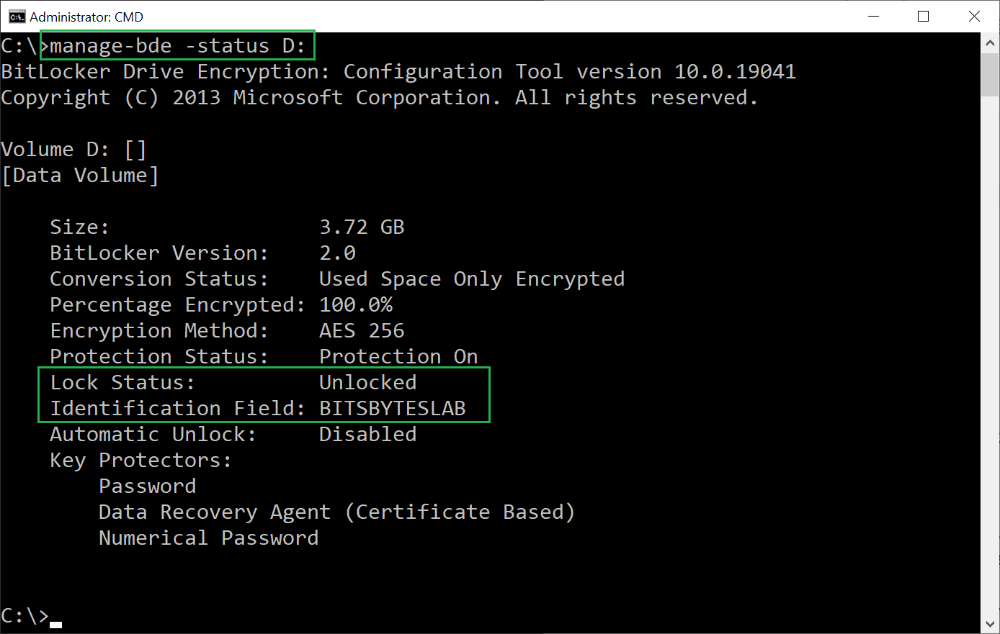 Administrator: CMD
C:\>manage-bde -status D:
BitLocker Drive Encryption: Configuration Tool version 10.0.19041
Copyright (C) 2013 Microsoft Corporation. All rights reserved.
Volume D: []
[Data Volume]
Size: 3.72 GB
BitLocker Version: 2.0
Conversion Status: Used Space Only Encrypted
Percentage Encrypted: 100.0%
Encryption Method: AES 256
Protection Status: Protection On
Lock Status: Unlocked
Identification Field: BITSBYTESLAB
Automatic Unlock: Disabled
Key Protectors:
Password
Data Recovery Agent (Certificate Based)
Numerical Password
C:\>